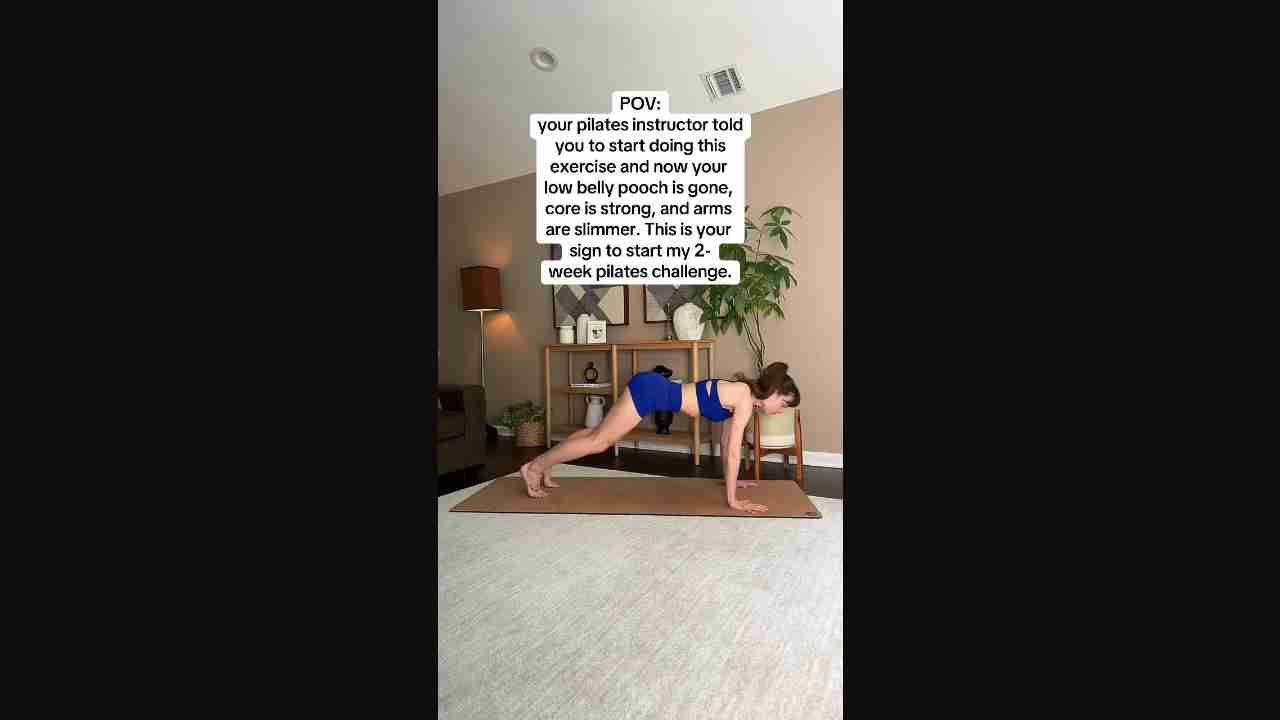 POV:
your pilates instructor told
you to start doing this
exercise and now your
low belly pooch is gone,
core is strong, and arms
are slimmer. This is your
sign to start my 2-
week pilates challenge.